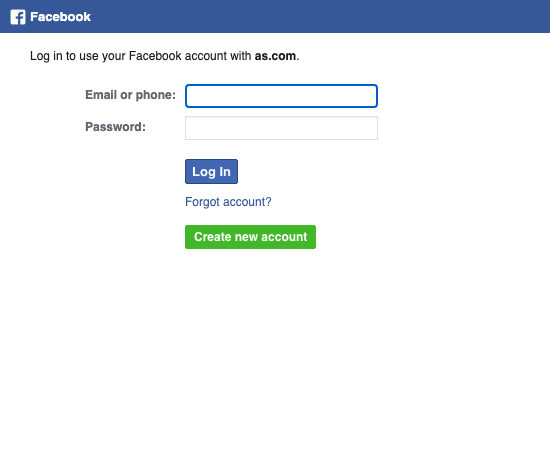 Facebook
Log in to use your Facebook account with as.com.
Email or phone:
Password:
Log In
Forgot account?
Create new account